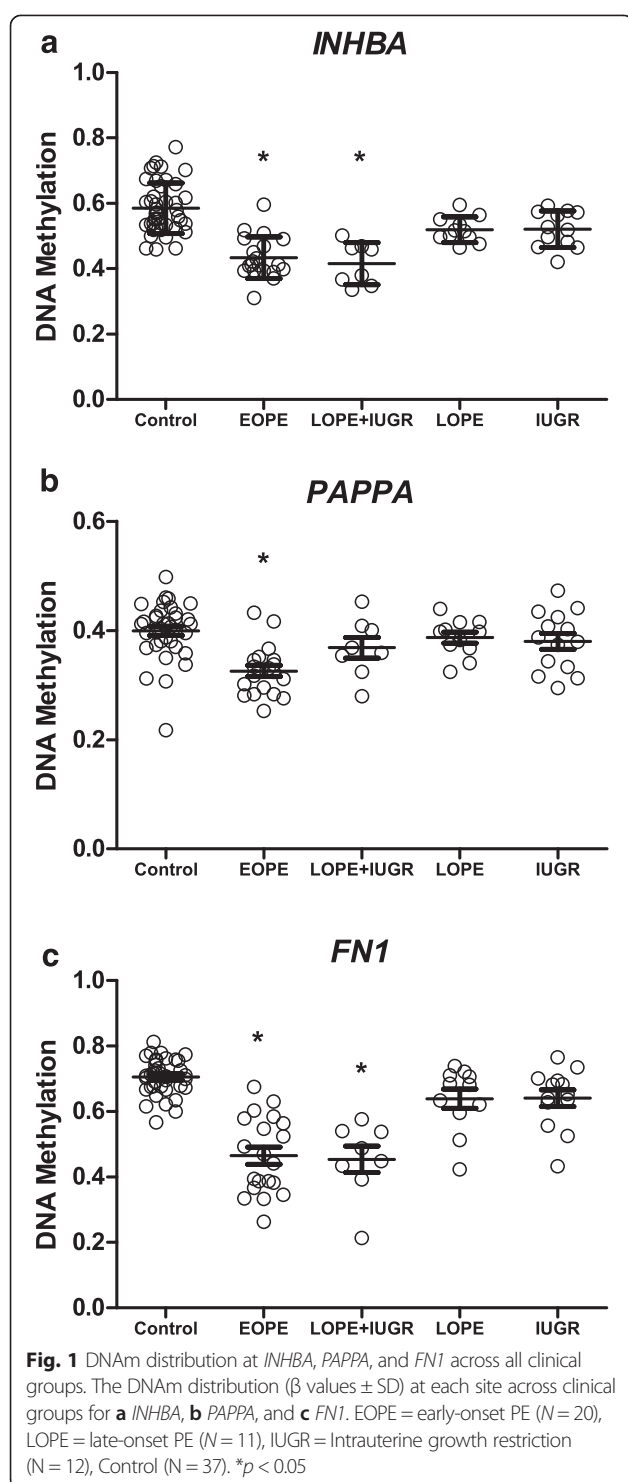 a
INHBA
1.0
0.8
0.6
0.4
0.2
0.0
DNA Methylation
* *
Control EOPE LOPE+IUGR LOPE IUGR
b
PAPPA
0.6
0.4
0.2
0.0
DNA Methylation
*
Control EOPE LOPE+IUGR LOPE IUGR
c
FN1
1.0
0.8
0.6
0.4
0.2
0.0
DNA Methylation
* *
Control EOPE LOPE+IUGR LOPE IUGR
Fig. 1 DNAm distribution at INHBA, PAPPA, and FN1 across all clinical
groups. The DNAm distribution (β values ± SD) at each site across clinical
groups for a INHBA, b PAPPA, and c FN1. EOPE = early-onset PE (N = 20),
LOPE = late-onset PE (N = 11), IUGR = Intrauterine growth restriction
(N = 12), Control (N = 37). *p < 0.05